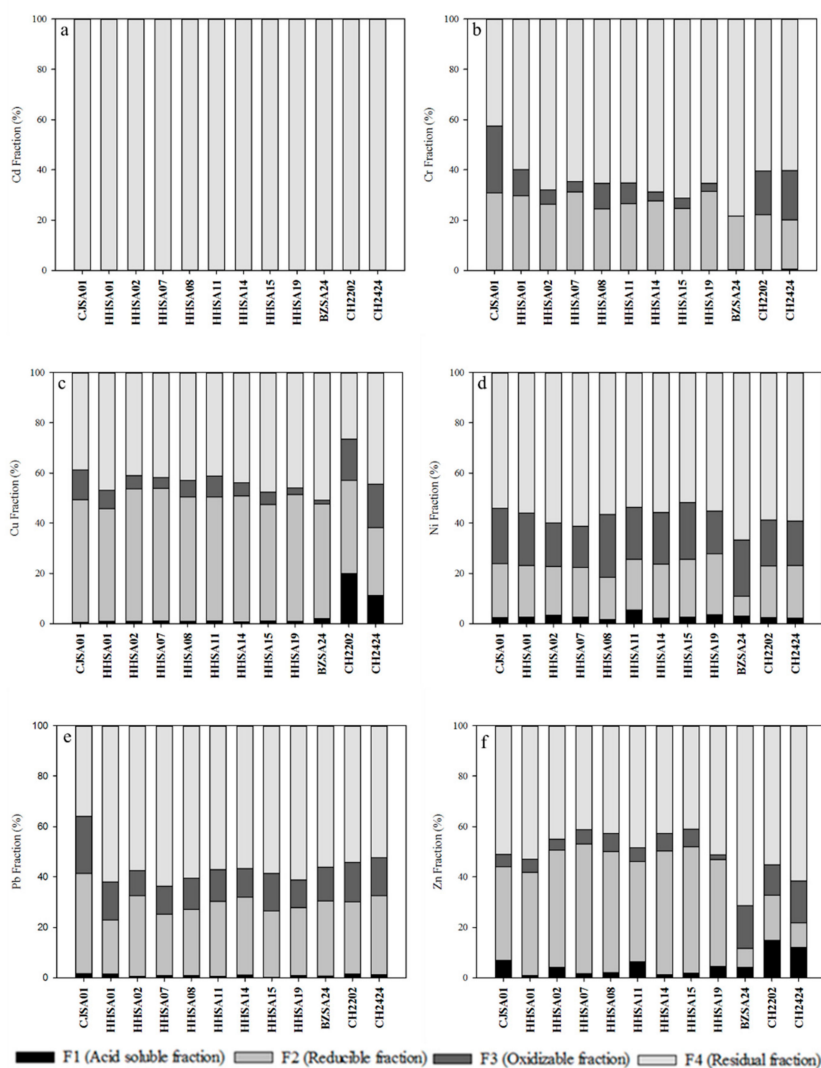 a
b
100
80
60
40
20
0
Cd Fraction (%)
CJSA01 HHSA01 HHSA02 HHSA07 HHSA08 HHSA11 HHSA14 HHSA15 HHSA19 BZSA24 CH2202 CH2424
100
80
60
40
20
0
Cr Fraction (%)
CJSA01 HHSA01 HHSA02 HHSA07 HHSA08 HHSA11 HHSA14 HHSA15 HHSA19 BZSA24 CH2202 CH2424
c
d
100
80
60
40
20
0
Cu Fraction (%)
CJSA01 HHSA01 HHSA02 HHSA07 HHSA08 HHSA11 HHSA14 HHSA15 HHSA19 BZSA24 CH2202 CH2424
100
80
60
40
20
0
Ni Fraction (%)
CJSA01 HHSA01 HHSA02 HHSA07 HHSA08 HHSA11 HHSA14 HHSA15 HHSA19 BZSA24 CH2202 CH2424
e
f
100
80
60
40
20
0
Pb Fraction (%)
CJSA01 HHSA01 HHSA02 HHSA07 HHSA08 HHSA11 HHSA14 HHSA15 HHSA19 BZSA24 CH2202 CH2424
100
80
60
40
20
0
Zn Fraction (%)
CJSA01 HHSA01 HHSA02 HHSA07 HHSA08 HHSA11 HHSA14 HHSA15 HHSA19 BZSA24 CH2202 CH2424
F1 (Acid soluble fraction) F2 (Reducible fraction) F3 (Oxidizable fraction) F4 (Residual fraction)